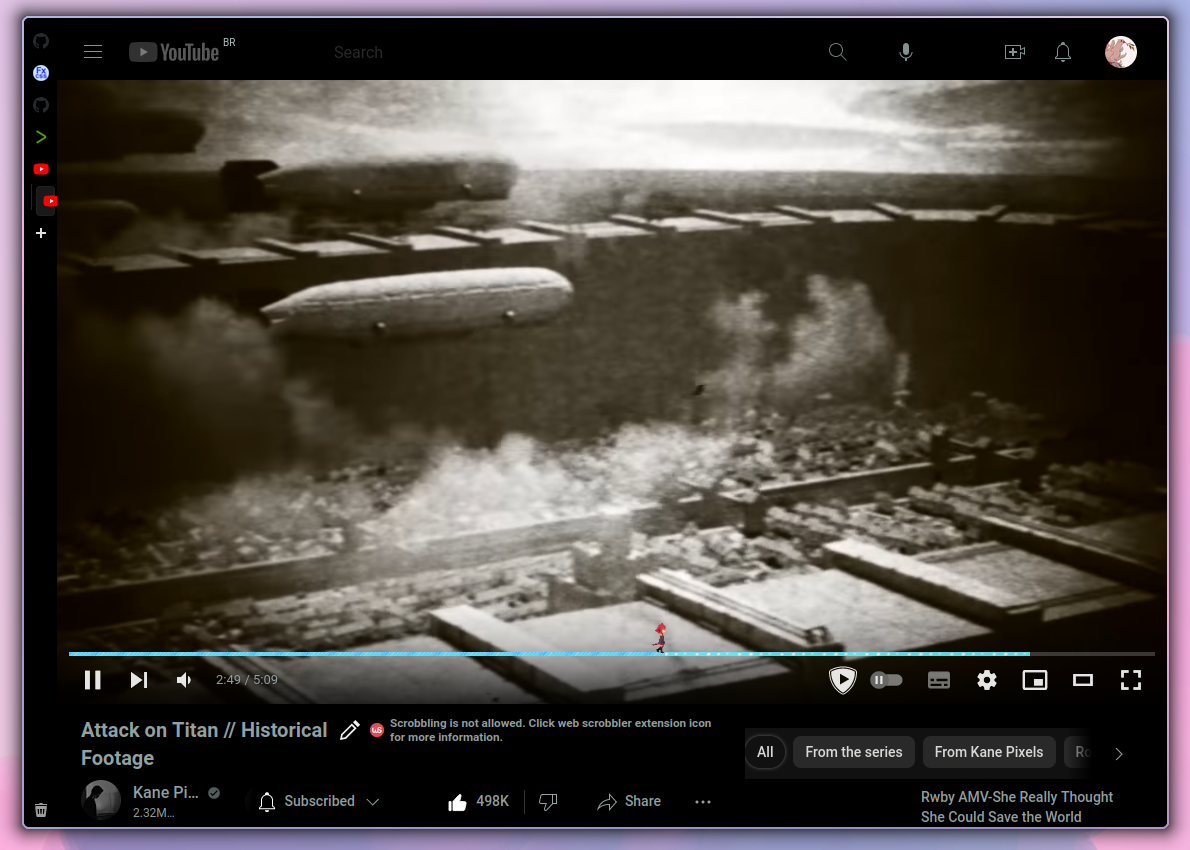 YouTube BR
Search
Fx
CSS
2:49 / 5:09
Attack on Titan // Historical
Footage
Scrobbling is not allowed. Click web scrobbler extension icon
for more information.
All
From the series
From Kane Pixels
Kane Pi...
2.32M...
Subscribed
498K
Share
Rwby AMV-She Really Thought
She Could Save the World